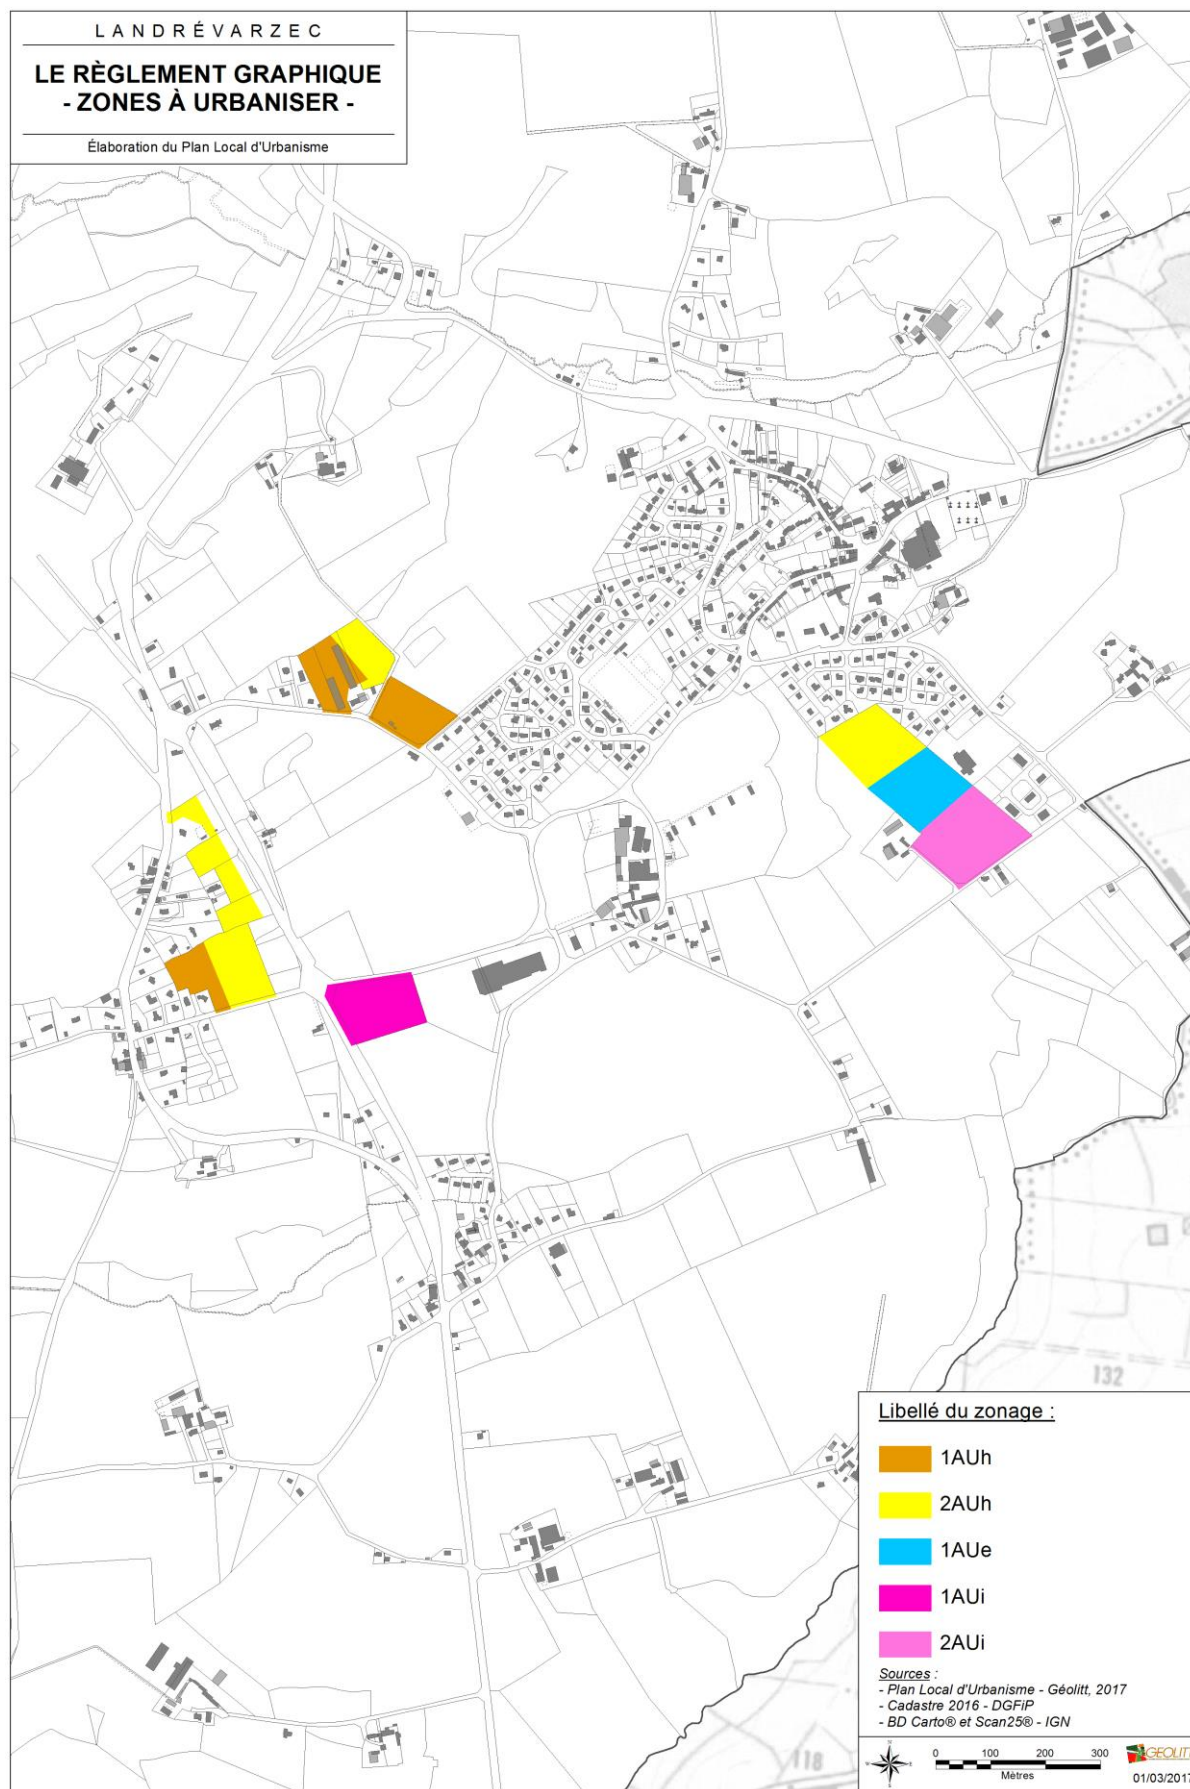 LANDRÉVARZEC
LE RÈGLEMENT GRAPHIQUE
- ZONES À URBANISER -
Élaboration du Plan Local d'Urbanisme
132
Libellé du zonage :
1AUh
2AUh
1AUe
1AUi
2AUi
Sources :
- Plan Local d'Urbanisme - Géolitt, 2017
- Cadastre 2016 - DGFiP
- BD Carto® et Scan25® - IGN
118
0 100 200 300
Mètres
GEOLIT
01/03/2017